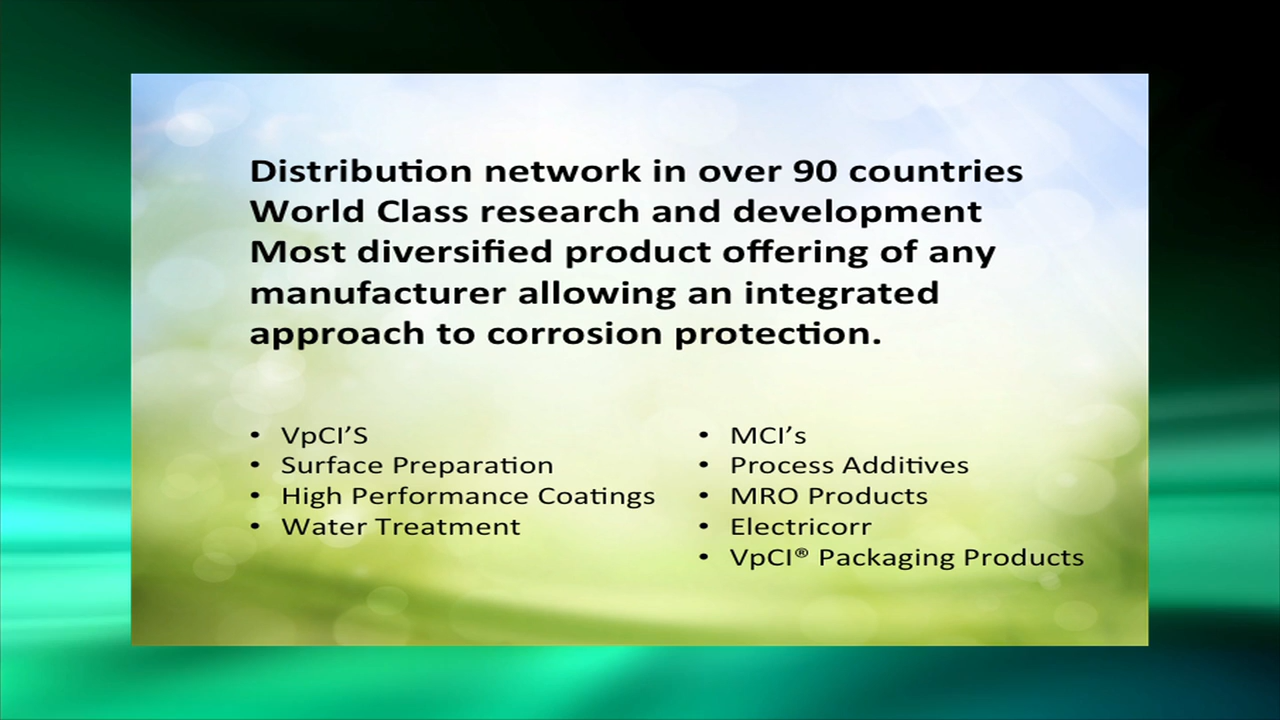 Distribution network in over 90 countries
World Class research and development
Most diversified product offering of any
manufacturer allowing an integrated
approach to corrosion protection.
• VpCI’S
• Surface Preparation
• High Performance Coatings
• Water Treatment
• MCI’s
• Process Additives
• MRO Products
• Electricorr
• VpCI® Packaging Products